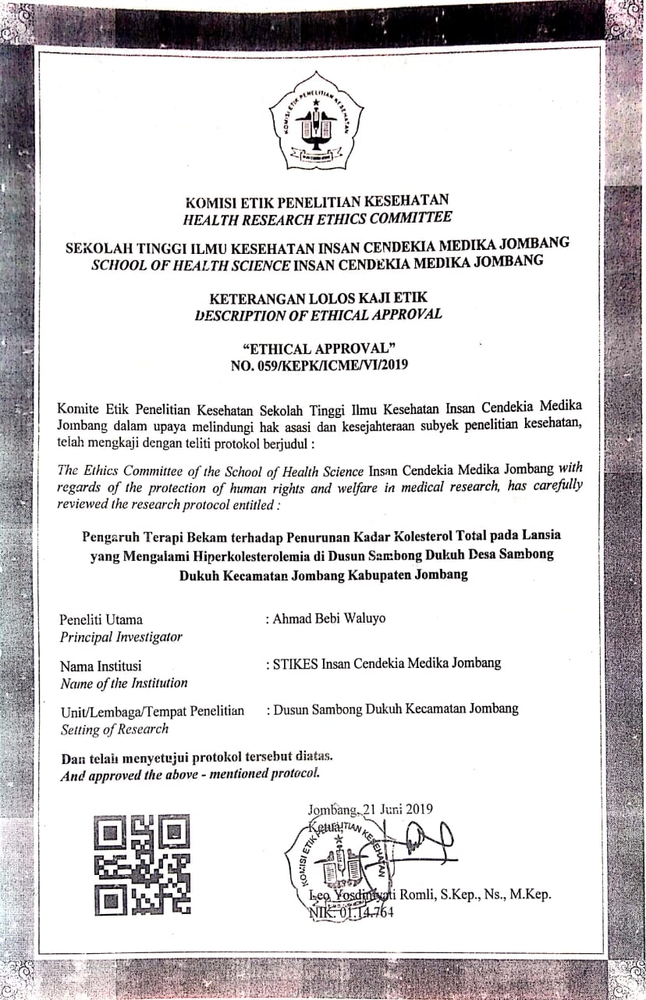 KOMISI ETIK PENELITIAN KESEHATAN
KOMISI ETIK PENELITIAN KESEHATAN
HEALTH RESEARCH ETHICS COMMITTEE
SEKOLAH TINGGI ILMU KESEHATAN INSAN CENDEKIA MEDIKA JOMBANG
SCHOOL OF HEALTH SCIENCE INSAN CENDEKIA MEDIKA JOMBANG
KETERANGAN LOLOS KAJI ETIK
DESCRIPTION OF ETHICAL APPROVAL
“ETHICAL APPROVAL”
NO. 059/KEPK/ICME/VI/2019
Komite Etik Penelitian Kesehatan Sekolah Tinggi Ilmu Kesehatan Insan Cendekia Medika
Jombang dalam upaya melindungi hak asasi dan kesejahteraan subyek penelitian kesehatan,
telah mengkaji dengan teliti protokol berjudul :
The Ethics Committee of the School of Health Science Insan Cendekia Medika Jombang with
regards of the protection of human rights and welfare in medical research, has carefully
reviewed the research protocol entitled :
Pengaruh Terapi Bekam terhadap Penurunan Kadar Kolesterol Total pada Lansia
yang Mengalami Hiperkolesterolemia di Dusun Sambong Dukuh Desa Sambong
Dukuh Kecamatan Jombang Kabupaten Jombang
Peneliti Utama : Ahmad Bebi Waluyo
Principal Investigator
Nama Institusi : STIKES Insan Cendekia Medika Jombang
Name of the Institution
Unit/Lembaga/Tempat Penelitian : Dusun Sambong Dukuh Kecamatan Jombang
Setting of Research
Dan telah menyetujui protokol tersebut diatas.
And approved the above - mentioned protocol.
Jombang, 21 Juni 2019
Ketua
KOMISI ETIK PENELITIAN KESEHATAN
Leo Romli, S.Kep., Ns., M.Kep.
NIK. 01.14.764